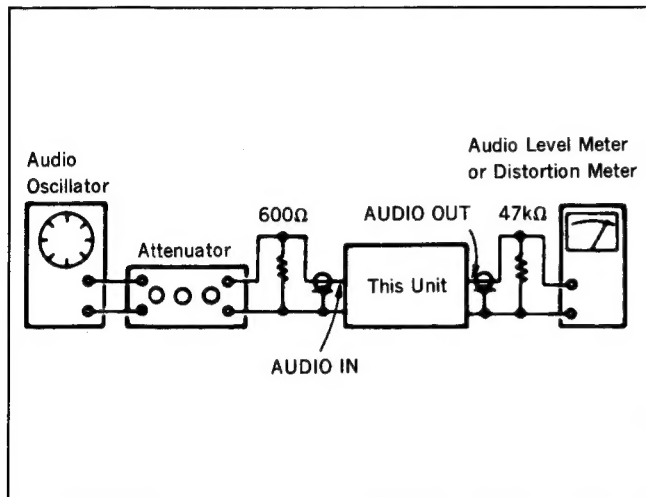 Audio
Oscillator
Attenuator
600Ω
AUDIO IN
This Unit
AUDIO OUT
47kΩ
Audio Level Meter
or Distortion Meter